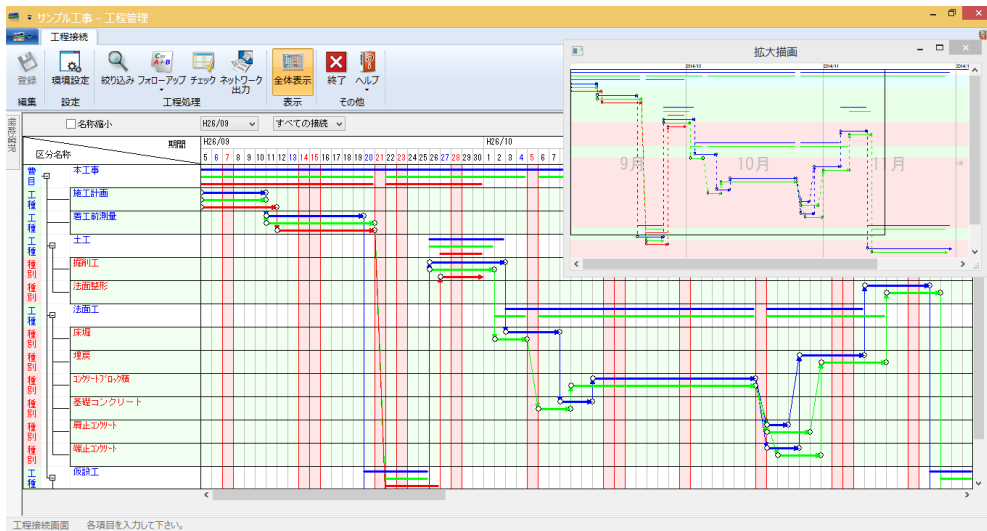 サンプル工事 - 工程管理
工程接続
登録
環境設定
絞り込み
フォローアップ
チェック
ネットワーク
出力
全体表示
終了
ヘルプ
編集
設定
工程処理
表示
その他
名称縮小
H26/09
すべての接続
期間
区分名称
H26/09
H26/10
5 6 7 8 9 10 11 12 13 14 15 16 17 18 19 20 21 22 23 24 25 26 27 28 29 30 1 2 3 4 5 6 7
費目 本工事
工種 施工計画
工種 着工前測量
工種 土工
種別 掘削工
種別 法面整形
工種 法面工
種別 床堀
種別 埋戻
種別 コンクリートブロック積
種別 基礎コンクリート
種別 肩止コンクリート
種別 端止コンクリート
工種 仮設工
拡大描画
2014/10
2014/11
2014/1
9月
10月
11月
工程接続画面
各項目を入力して下さい。